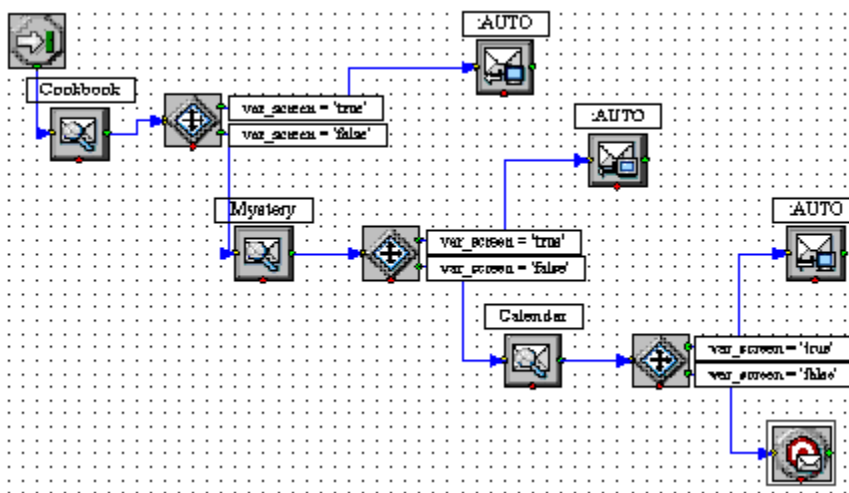 :AUTO
Cookbook
var_screen = 'true'
var_screen = 'false'
:AUTO
Mystery
var_screen = 'true'
var_screen = 'false'
:AUTO
Calendar
var_screen = 'true'
var_screen = 'false'